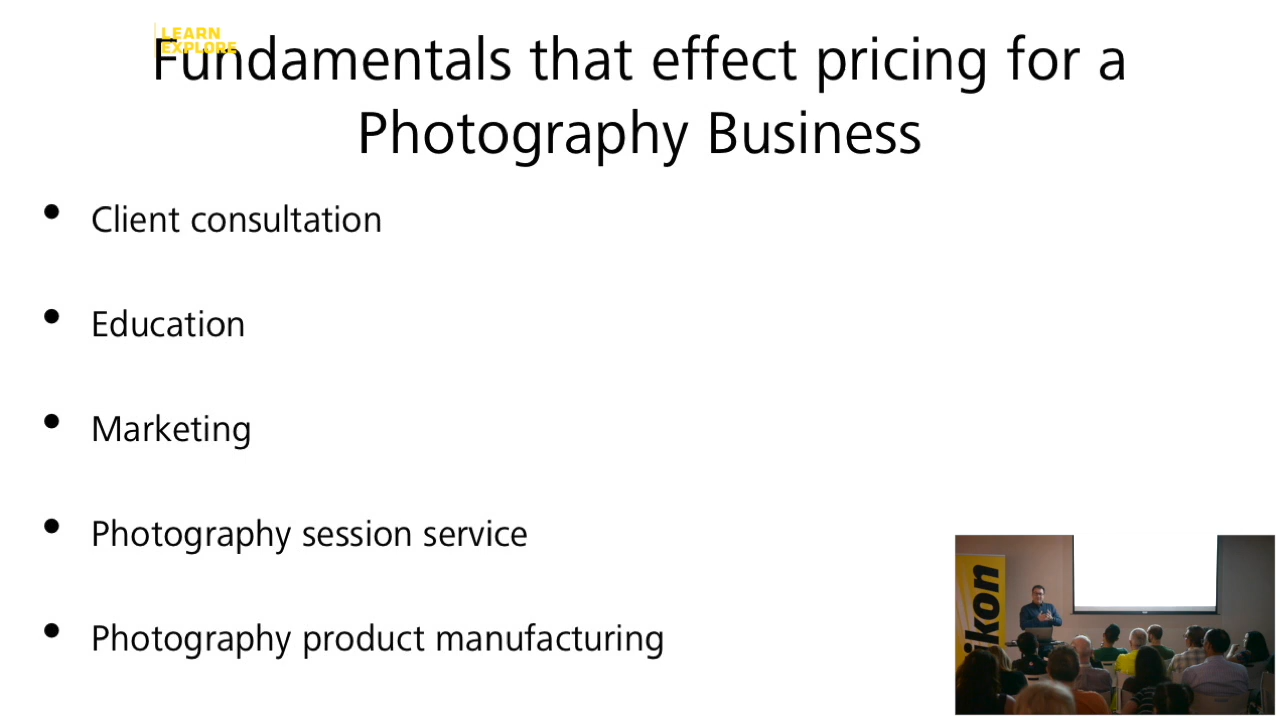 LEARN
EXPLORE
Fundamentals that effect pricing for a
Photography Business
• Client consultation
• Education
• Marketing
• Photography session service
• Photography product manufacturing
ikon